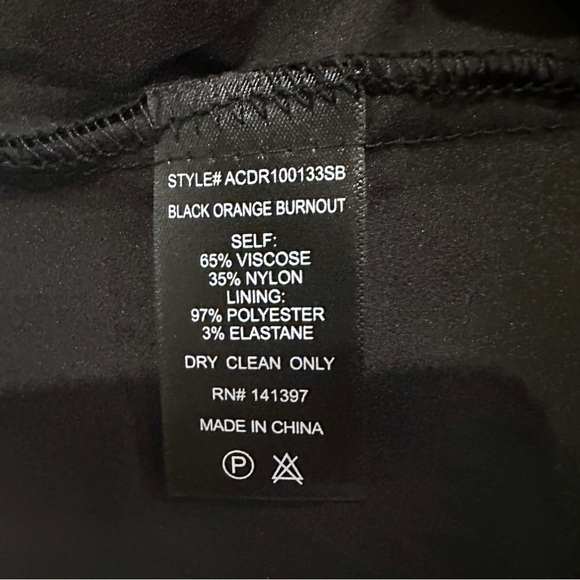 STYLE# ACDR100133SB
BLACK ORANGE BURNOUT
SELF:
65% VISCOSE
35% NYLON
LINING:
97% POLYESTER
3% ELASTANE
DRY CLEAN ONLY
RN# 141397
MADE IN CHINA
P